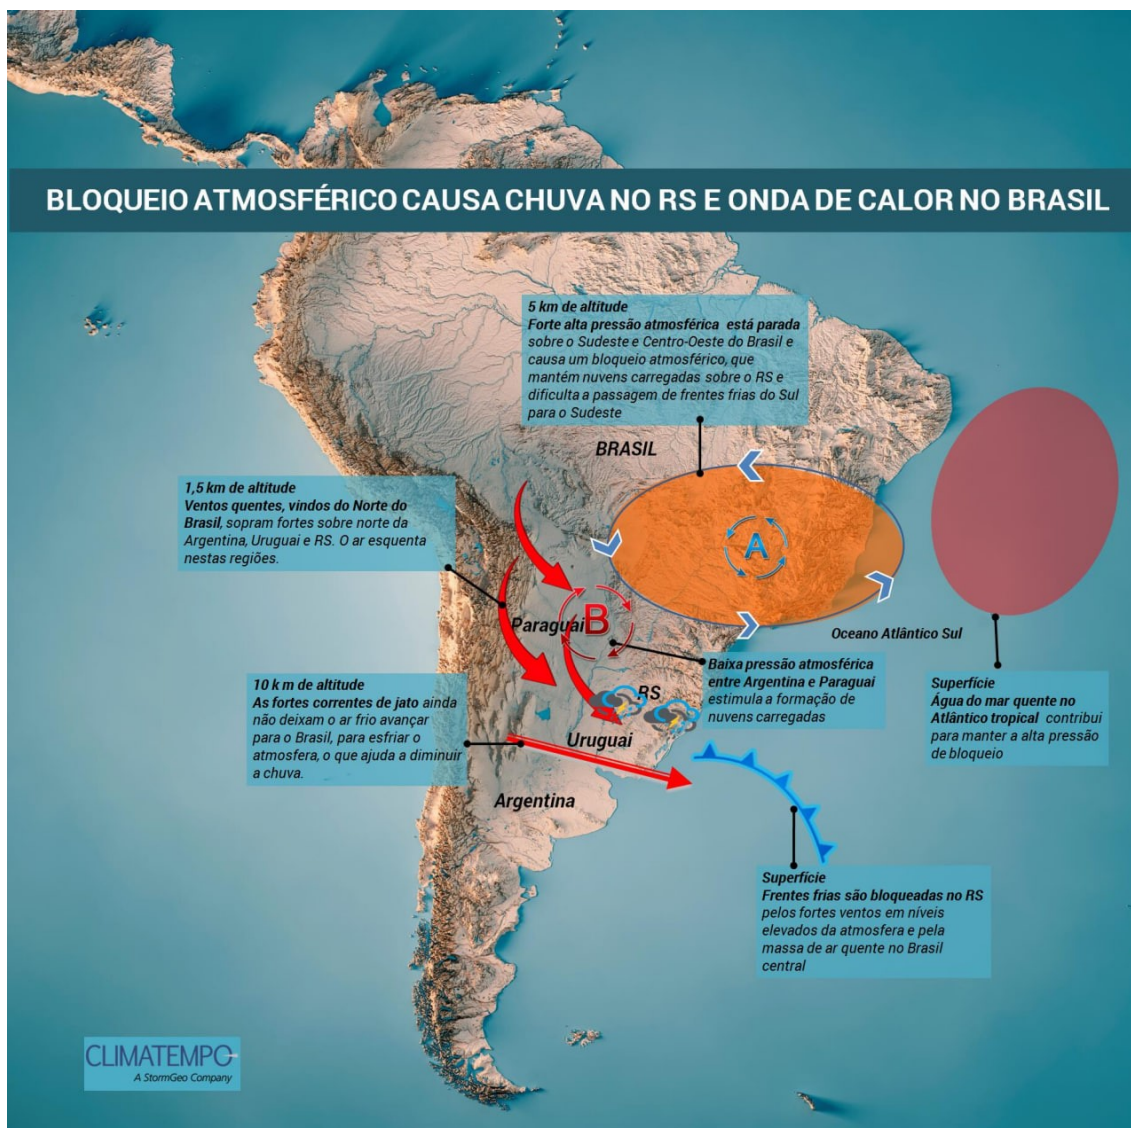 BLOQUEIO ATMOSFÉRICO CAUSA CHUVA NO RS E ONDA DE CALOR NO BRASIL
5 km de altitude
Forte alta pressão atmosférica está parada
sobre o Sudeste e Centro-Oeste do Brasil e
causa um bloqueio atmosférico, que
mantém nuvens carregadas sobre o RS e
dificulta a passagem de frentes frias do Sul
para o Sudeste
BRASIL
1,5 km de altitude
Ventos quentes, vindos do Norte do
Brasil, sopram fortes sobre norte da
Argentina, Uruguai e RS. O ar esquenta
nestas regiões.
A
Paraguai
B
Oceano Atlântico Sul
Baixa pressão atmosférica
entre Argentina e Paraguai
estimula a formação de
nuvens carregadas
Superfície
Água do mar quente no
Atlântico tropical contribui
para manter a alta pressão
de bloqueio
10 k m de altitude
As fortes correntes de jato ainda
não deixam o ar frio avançar
para o Brasil, para esfriar o
atmosfera, o que ajuda a diminuir
a chuva.
RS
Uruguai
Argentina
Superfície
Frentes frias são bloqueadas no RS
pelos fortes ventos em níveis
elevados da atmosfera e pela
massa de ar quente no Brasil
central
CLIMATEMPO
A StormGeo Company